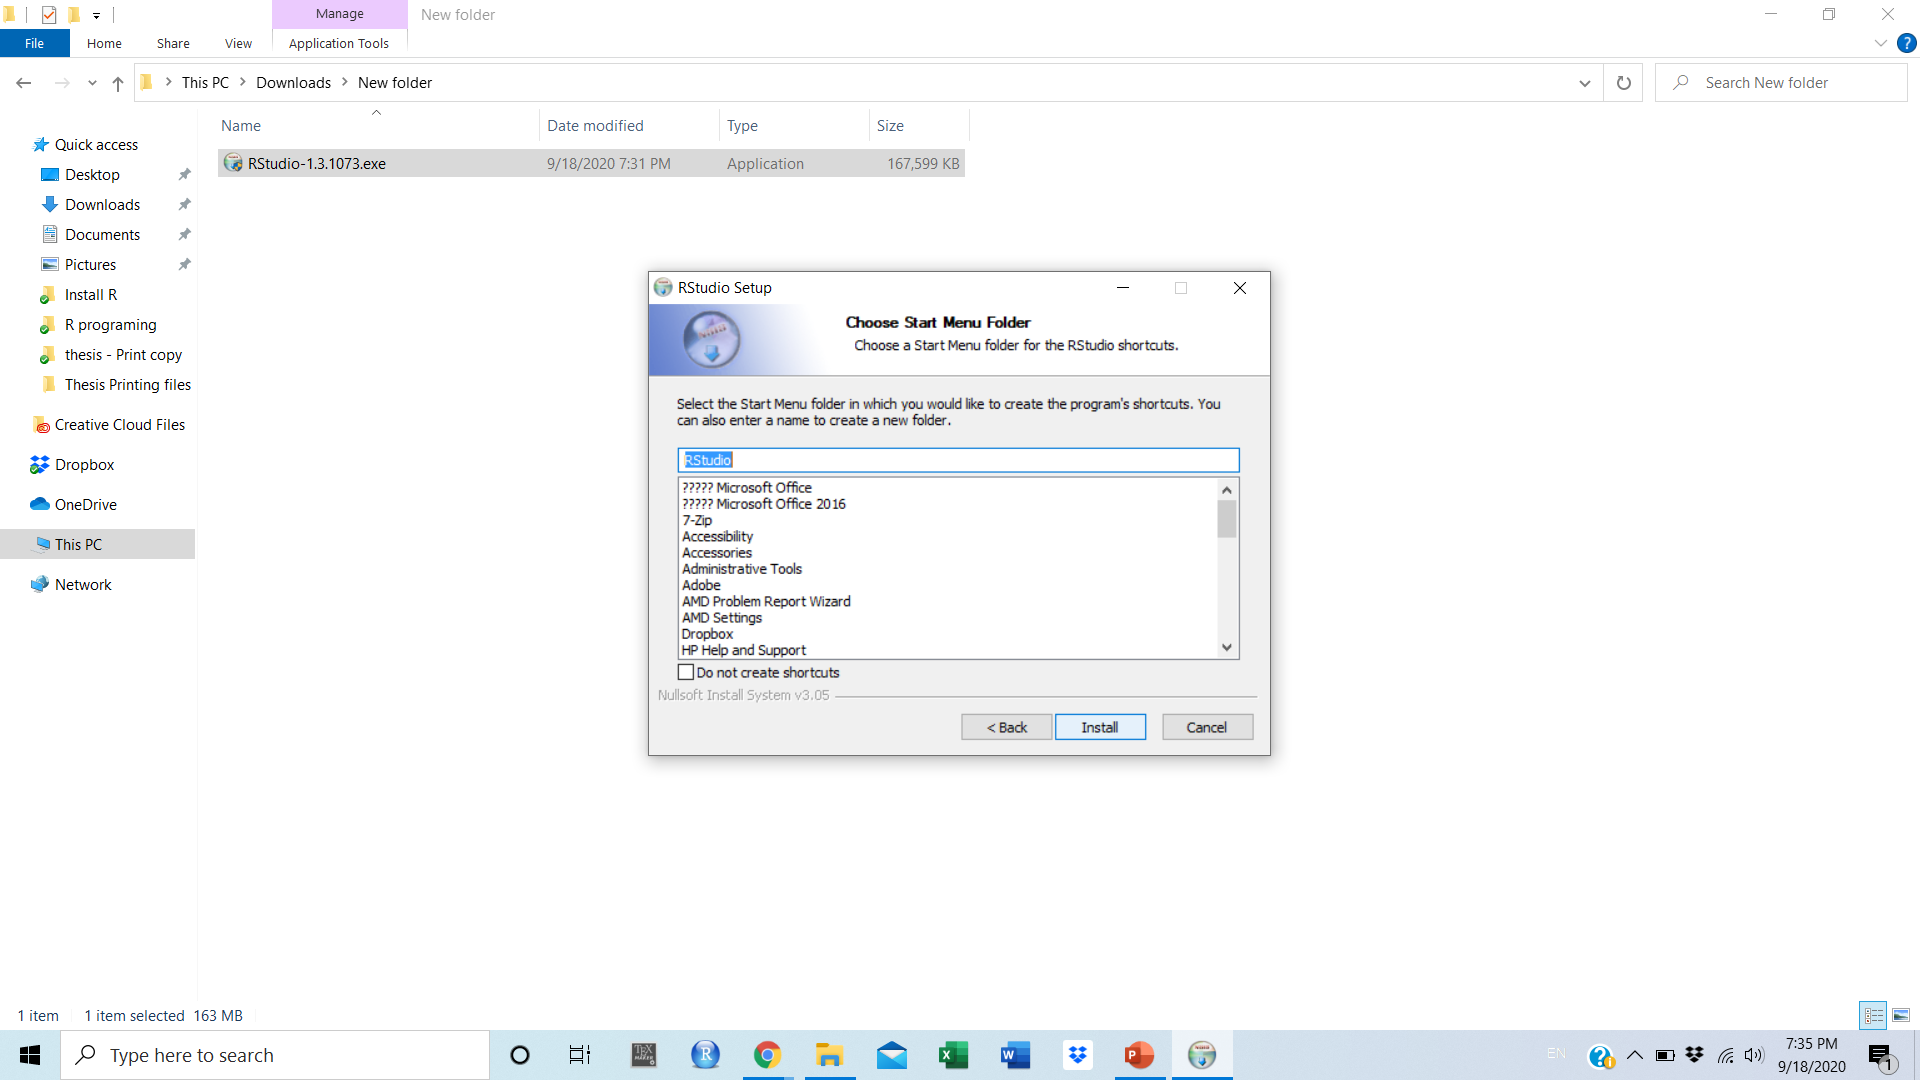 Manage
New folder
File
Home
Share
View
Application Tools
This PC
Downloads
New folder
Search New folder
Name
Date modified
Type
Size
RStudio-1.3.1073.exe
9/18/2020 7:31 PM
Application
167,599 KB
Quick access
Desktop
Downloads
Documents
Pictures
Install R
R programing
thesis - Print copy
Thesis Printing files
Creative Cloud Files
Dropbox
OneDrive
This PC
Network
RStudio Setup
Choose Start Menu Folder
Choose a Start Menu folder for the RStudio shortcuts.
Select the Start Menu folder in which you would like to create the program's shortcuts. You
can also enter a name to create a new folder.
RStudio
????? Microsoft Office
????? Microsoft Office 2016
7-Zip
Accessibility
Accessories
Administrative Tools
Adobe
AMD Problem Report Wizard
AMD Settings
Dropbox
HP Help and Support
Do not create shortcuts
Nullsoft Install System v3.05
< Back
Install
Cancel
1 item
1 item selected 163 MB
Type here to search
EN
7:35 PM
9/18/2020
1